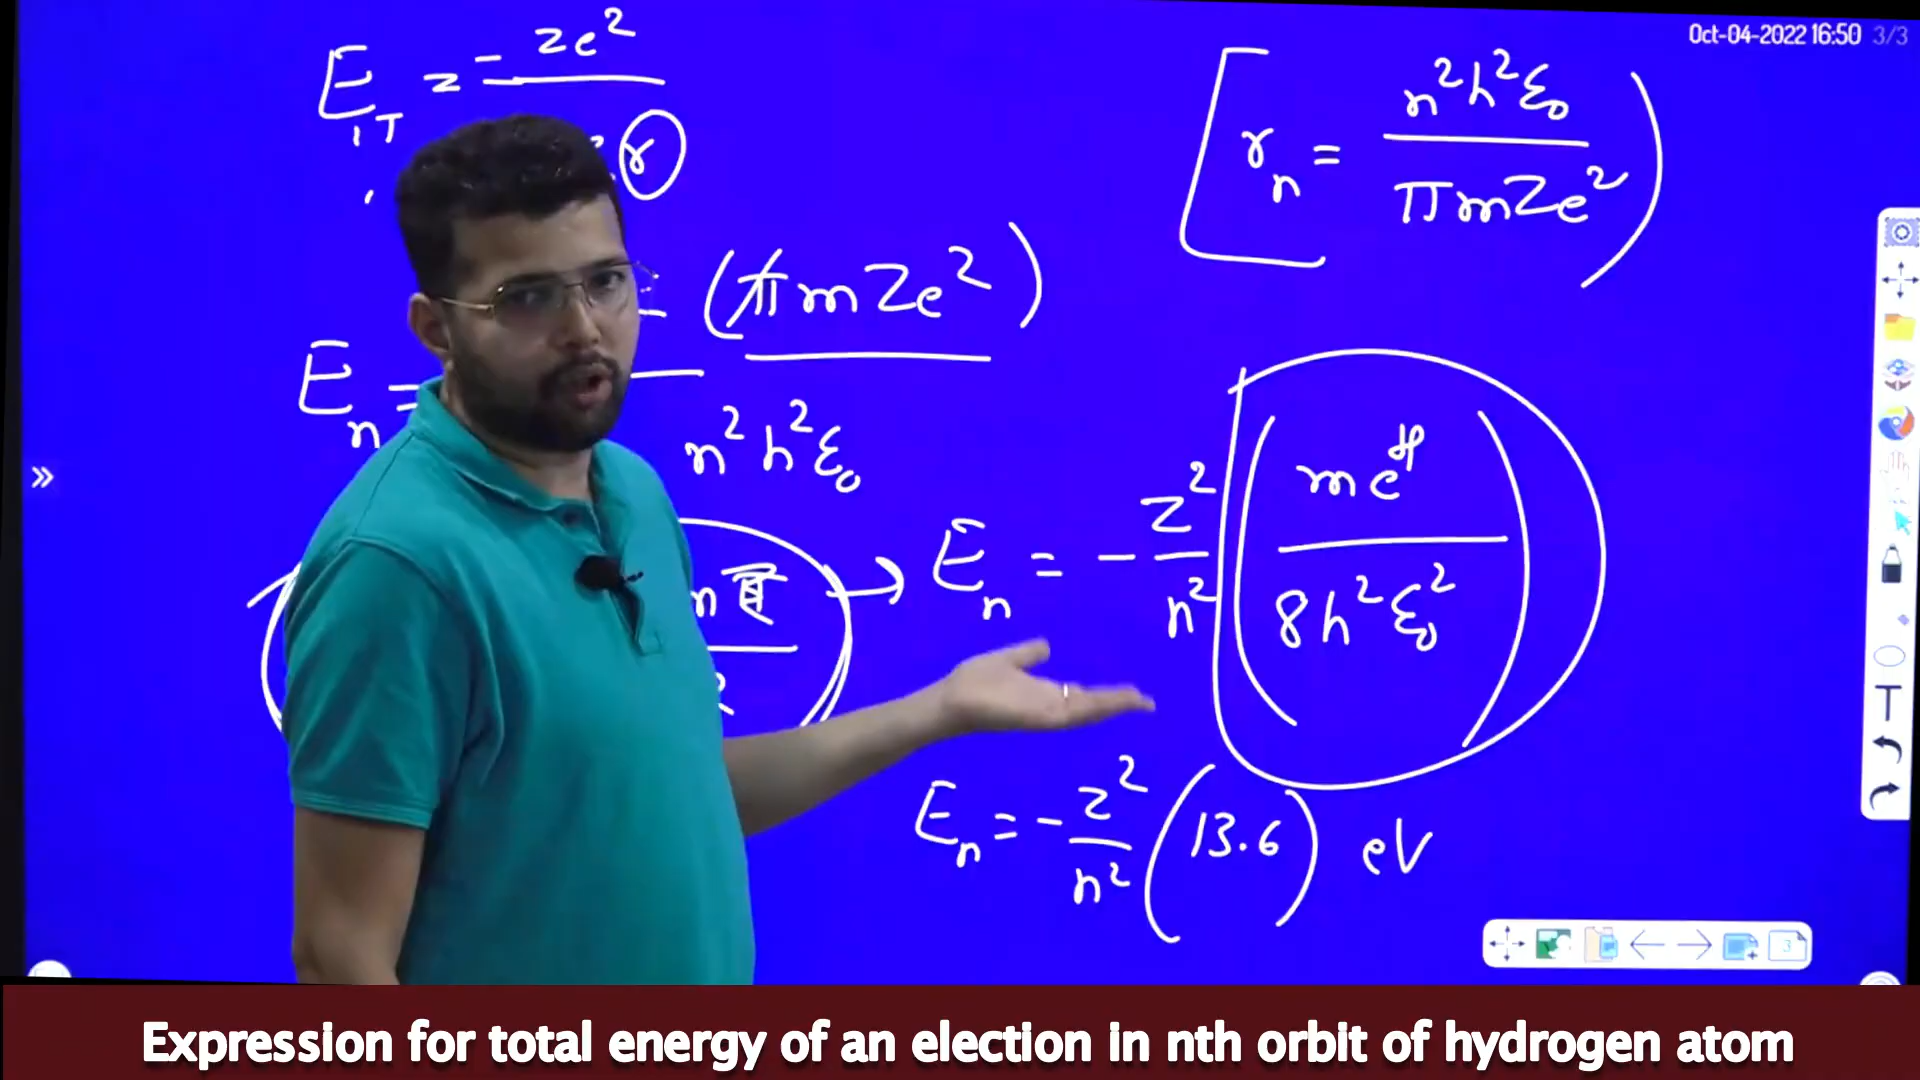 Oct-04-2022 16:50 3/3
E_T = -ze²
r
r_n = n²h²ε₀
πmZe²
E_n = - (πmZe²)
n²h²ε₀
→ E_n = - z²/n² (me⁴ / 8h²ε₀²)
E_n = - z²/n² (13.6) eV
T
3
Expression for total energy of an election in nth orbit of hydrogen atom